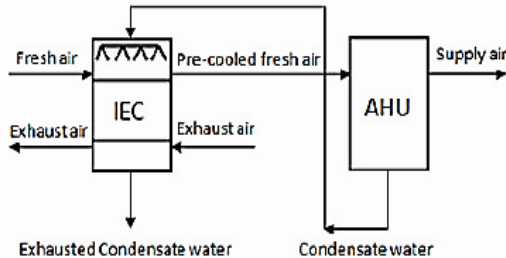 Fresh air
Pre-cooled fresh air
Supply air
IEC
AHU
Exhaust air
Exhaust air
Exhausted Condensate water
Condensate water